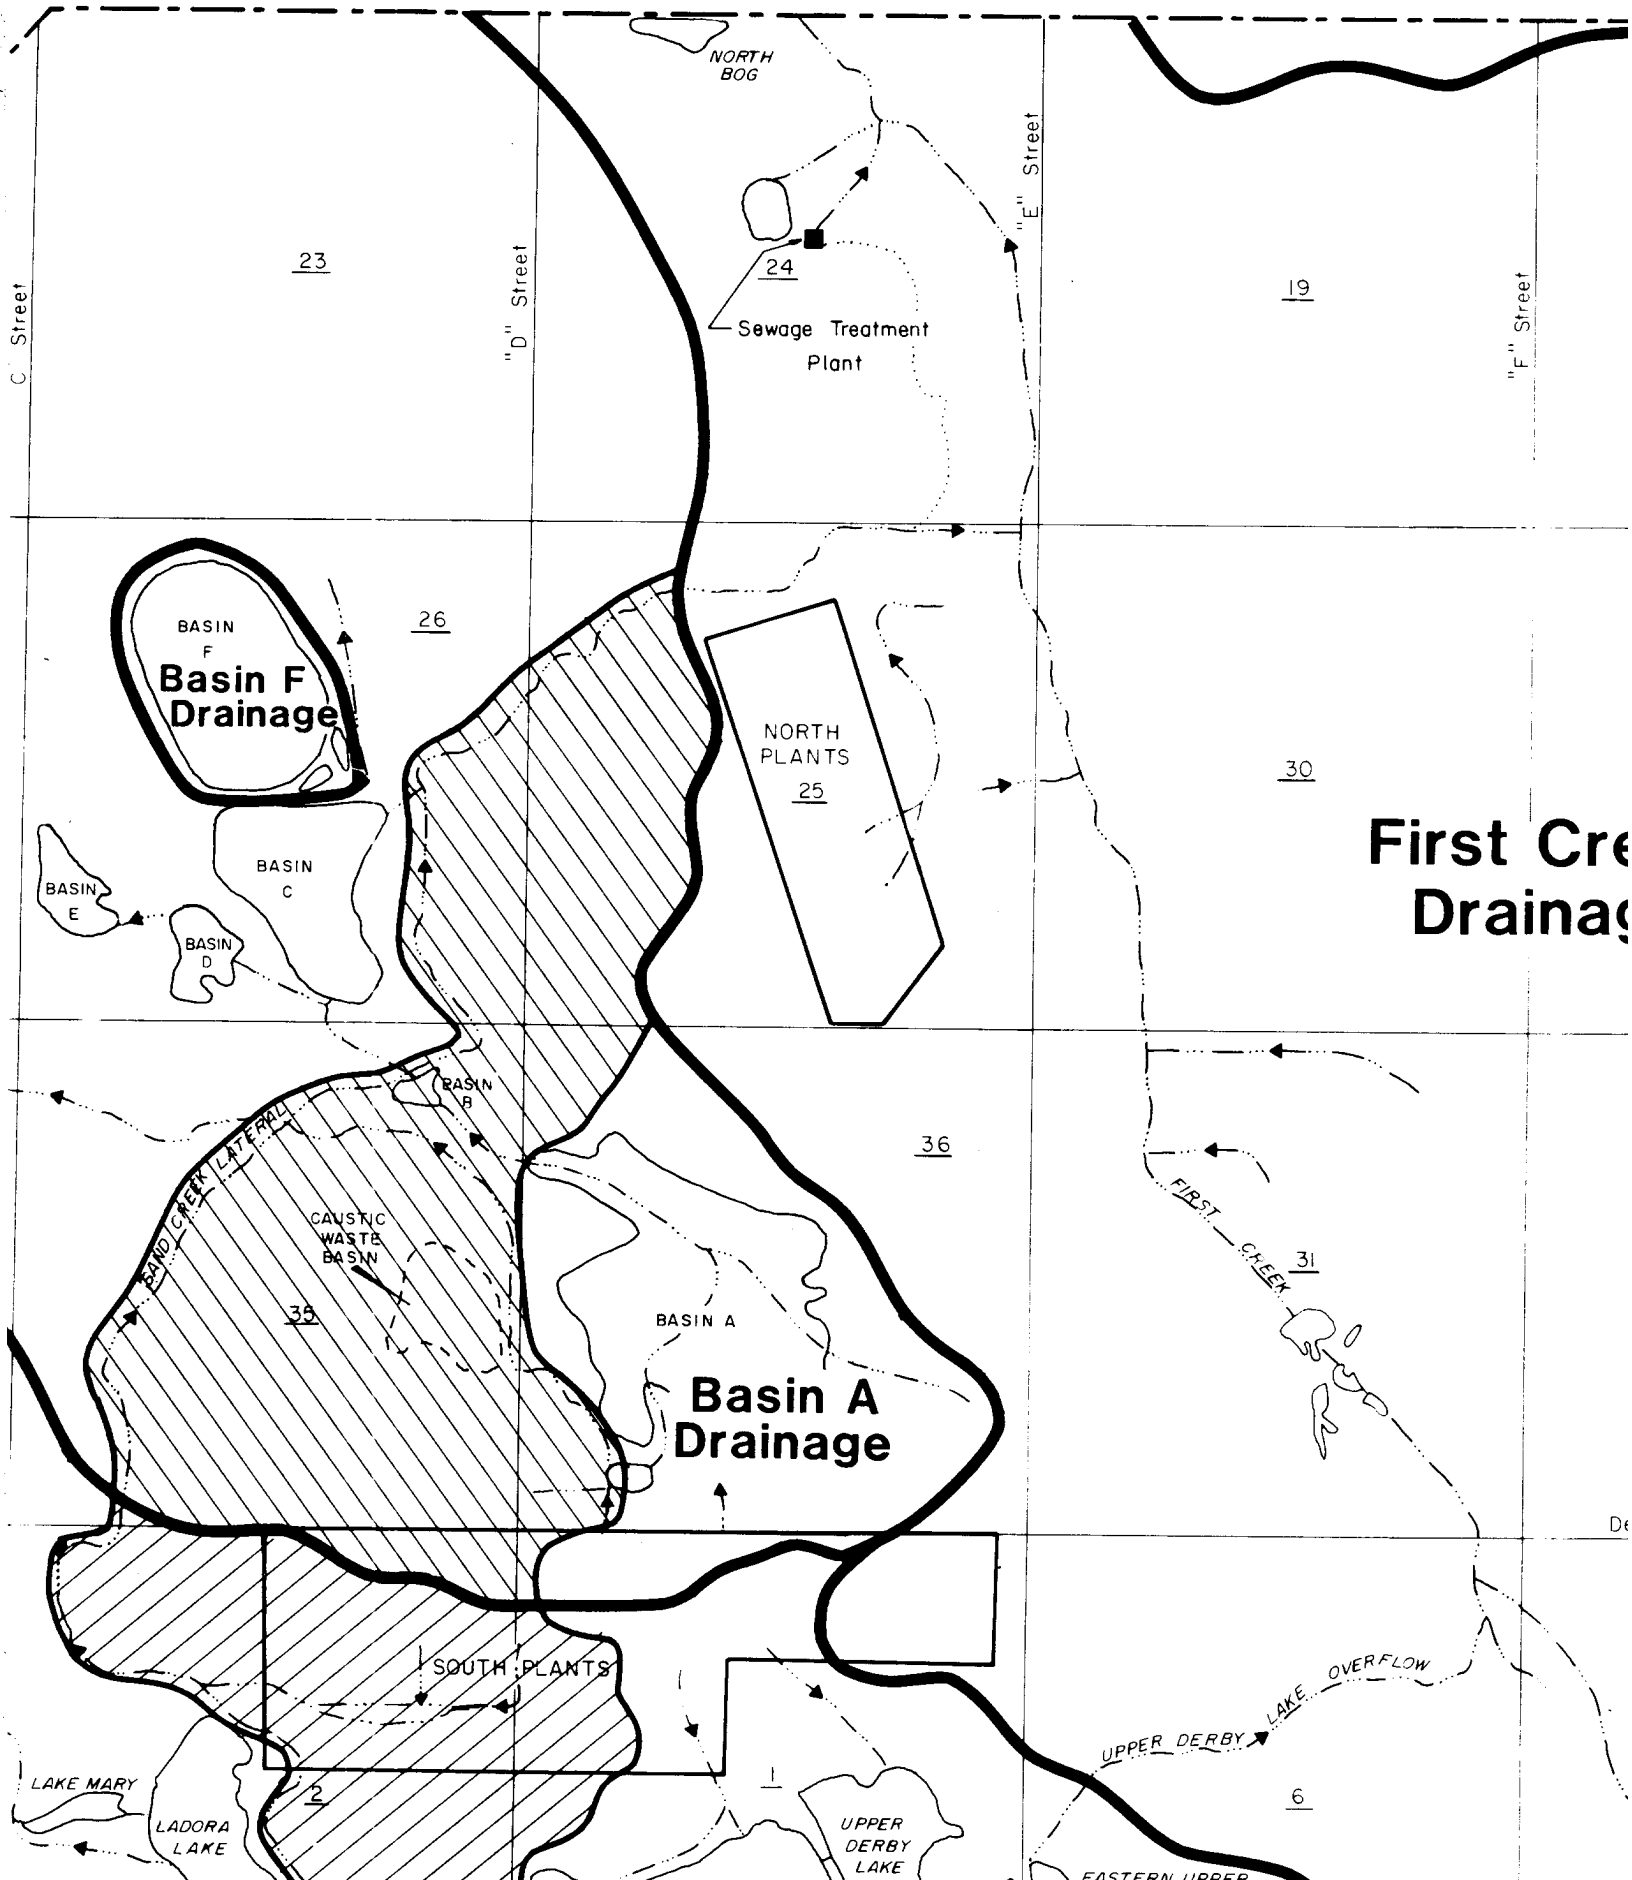 NORTH
BOG
"E" Street
23
24
19
C Street
"D" Street
"F" Street
Sewage Treatment
Plant
26
BASIN
F
Basin F
Drainage
NORTH
PLANTS
25
30
First Cre
Drainag
BASIN
C
BASIN
E
BASIN
D
BASIN
B
SAND CREEK LATERAL
36
FIRST
CREEK
31
CAUSTIC
WASTE
BASIN
35
BASIN A
Basin A
Drainage
De
SOUTH PLANTS
UPPER DERBY LAKE OVERFLOW
LAKE MARY
LADORA
LAKE
2
1
6
UPPER
DERBY
LAKE
EASTERN UPPER